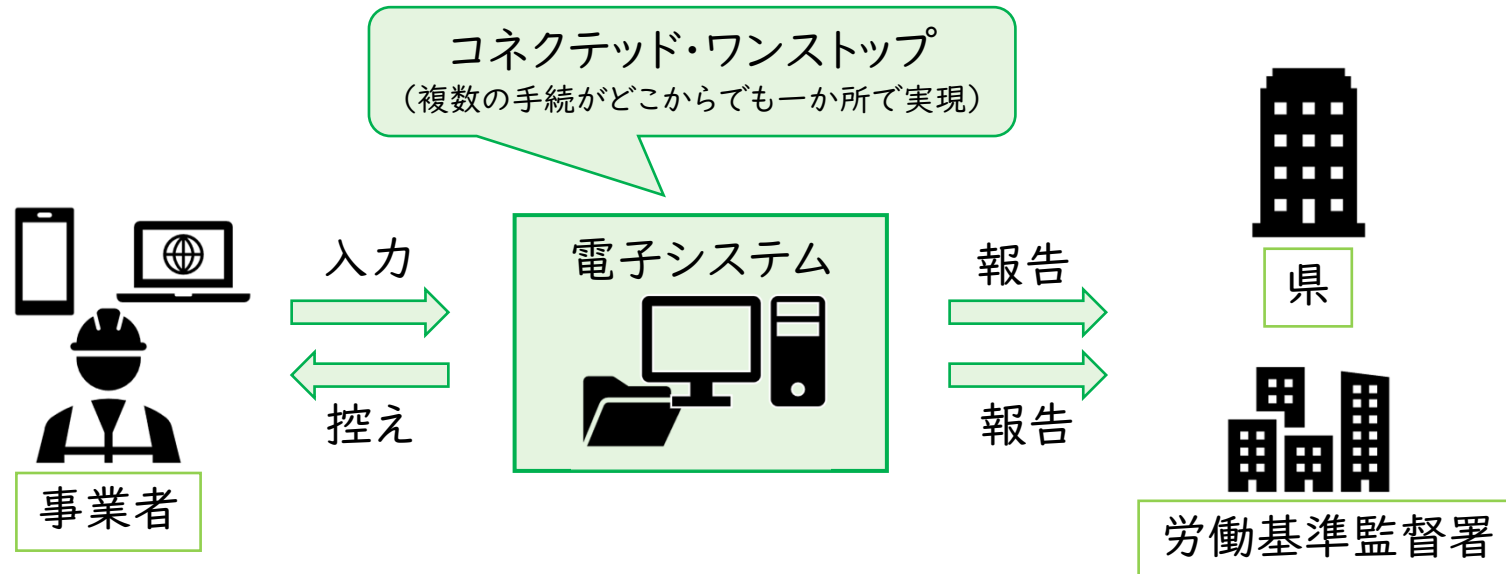 コネクテッド・ワンストップ
（複数の手続がどこからでも一か所で実現）
入力
控え
事業者
電子システム
報告
報告
県
労働基準監督署